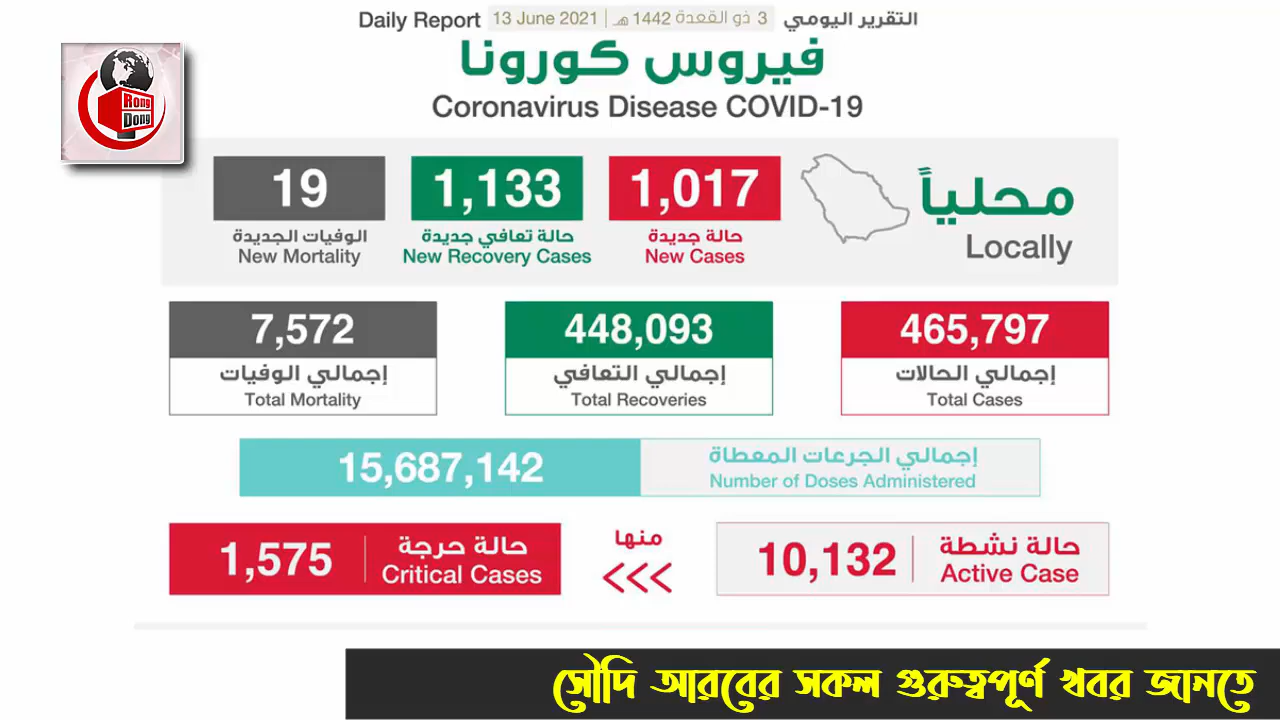 Daily Report 13 June 2021 | 3 ذو القعدة 1442 هـ التقرير اليومي
فيروس كورونا
Coronavirus Disease COVID-19
Rong
Dong
محلياً
Locally
1,017
حالة جديدة
New Cases
1,133
حالة تعافي جديدة
New Recovery Cases
19
الوفيات الجديدة
New Mortality
465,797
إجمالي الحالات
Total Cases
448,093
إجمالي التعافي
Total Recoveries
7,572
إجمالي الوفيات
Total Mortality
15,687,142
إجمالي الجرعات المعطاة
Number of Doses Administered
10,132
حالة نشطة
Active Case
منها
1,575
حالة حرجة
Critical Cases
সৌদি আরবের সকল গুরুত্বপূর্ণ খবর জানতে